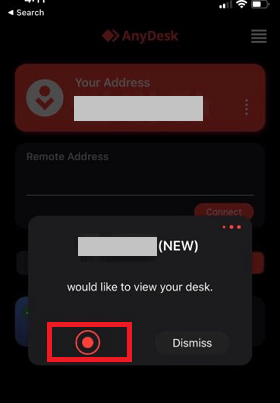 ◂ Search
AnyDesk
Your Address
Remote Address
Connect
(NEW)
would like to view your desk.
Dismiss